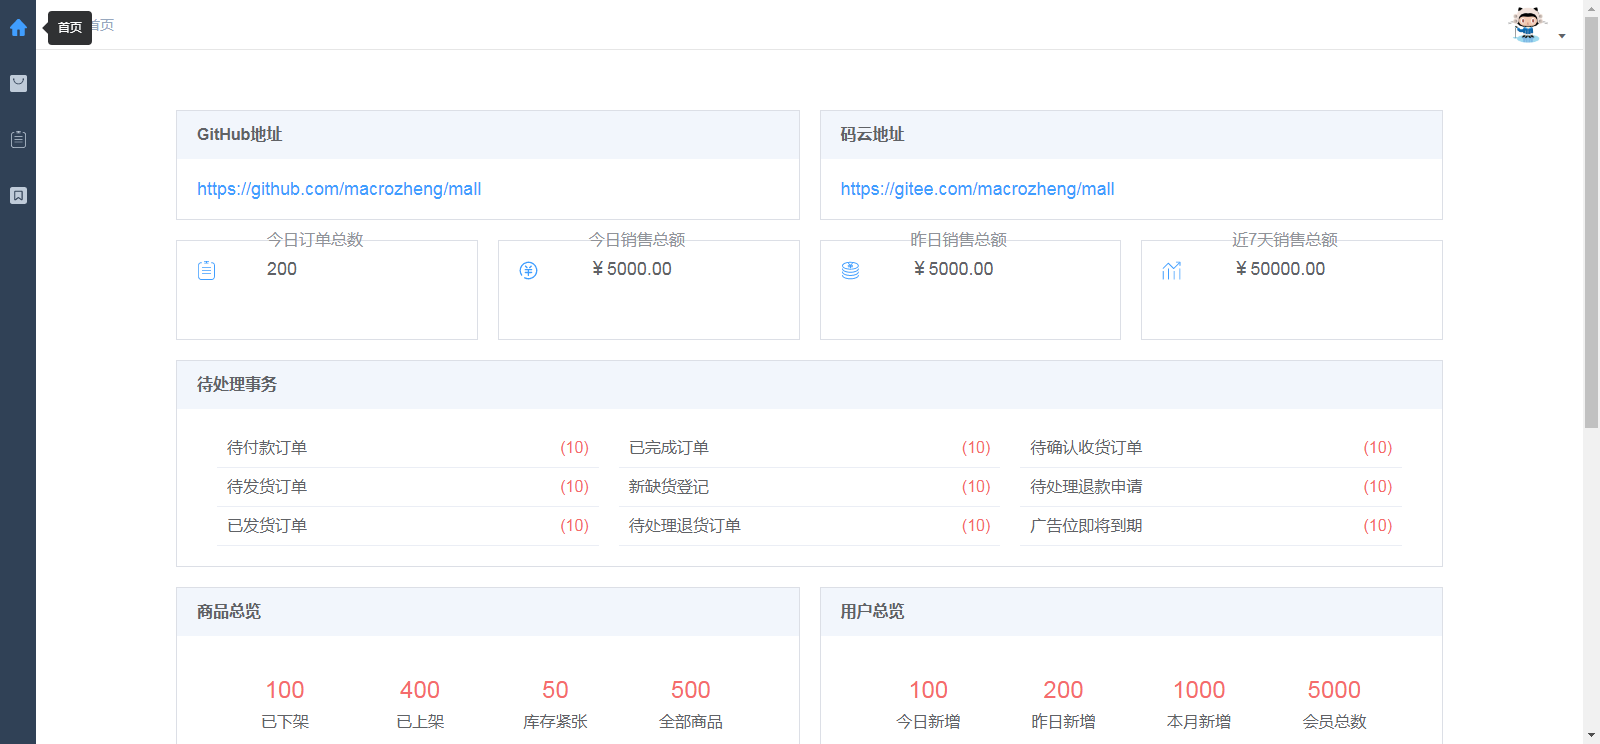 首页 首页
GitHub地址 码云地址
https://github.com/macrozheng/mall https://gitee.com/macrozheng/mall
今日订单总数 今日销售总额 昨日销售总额 近7天销售总额
200 ￥5000.00 ￥5000.00 ￥50000.00
待处理事务
待付款订单 (10) 已完成订单 (10) 待确认收货订单 (10)
待发货订单 (10) 新缺货登记 (10) 待处理退款申请 (10)
已发货订单 (10) 待处理退货订单 (10) 广告位即将到期 (10)
商品总览 用户总览
100 400 50 500 100 200 1000 5000
已下架 已上架 库存紧张 全部商品 今日新增 昨日新增 本月新增 会员总数